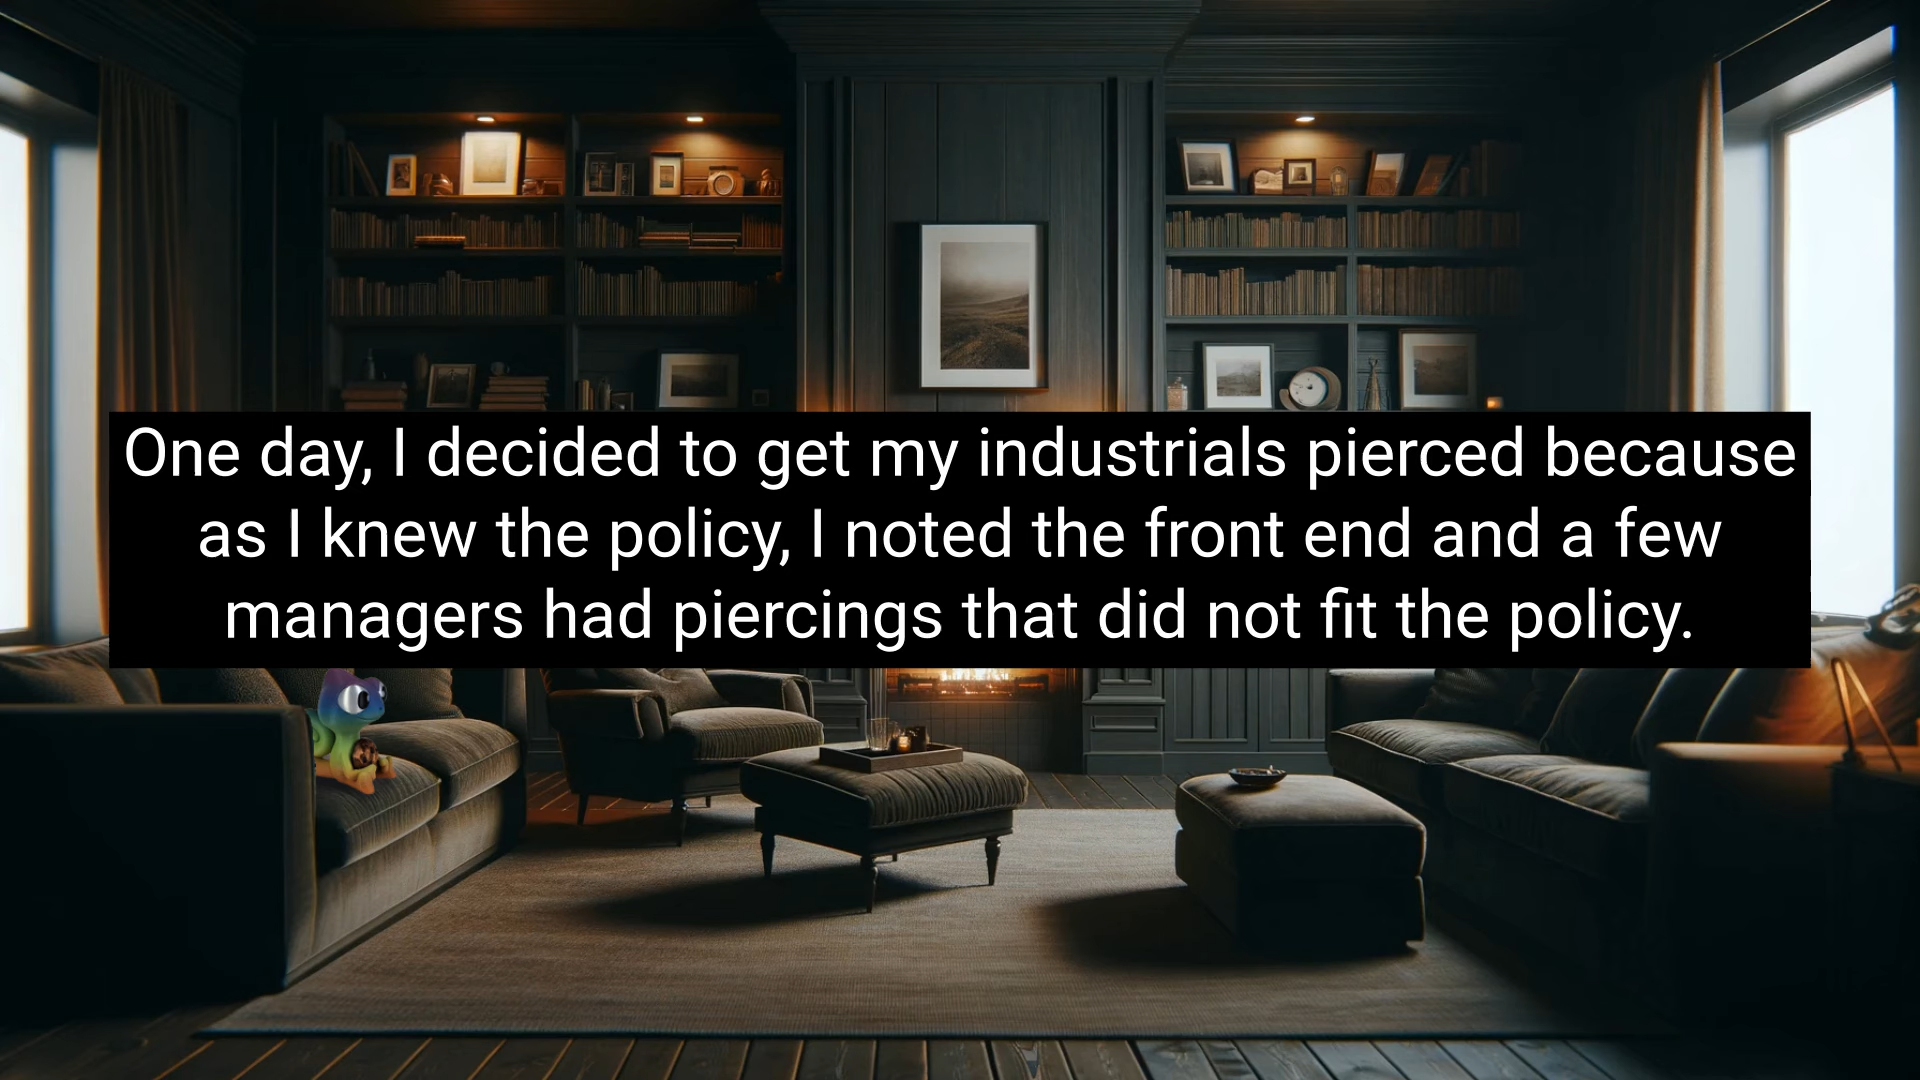 One day, I decided to get my industrials pierced because
as I knew the policy, I noted the front end and a few
managers had piercings that did not fit the policy.